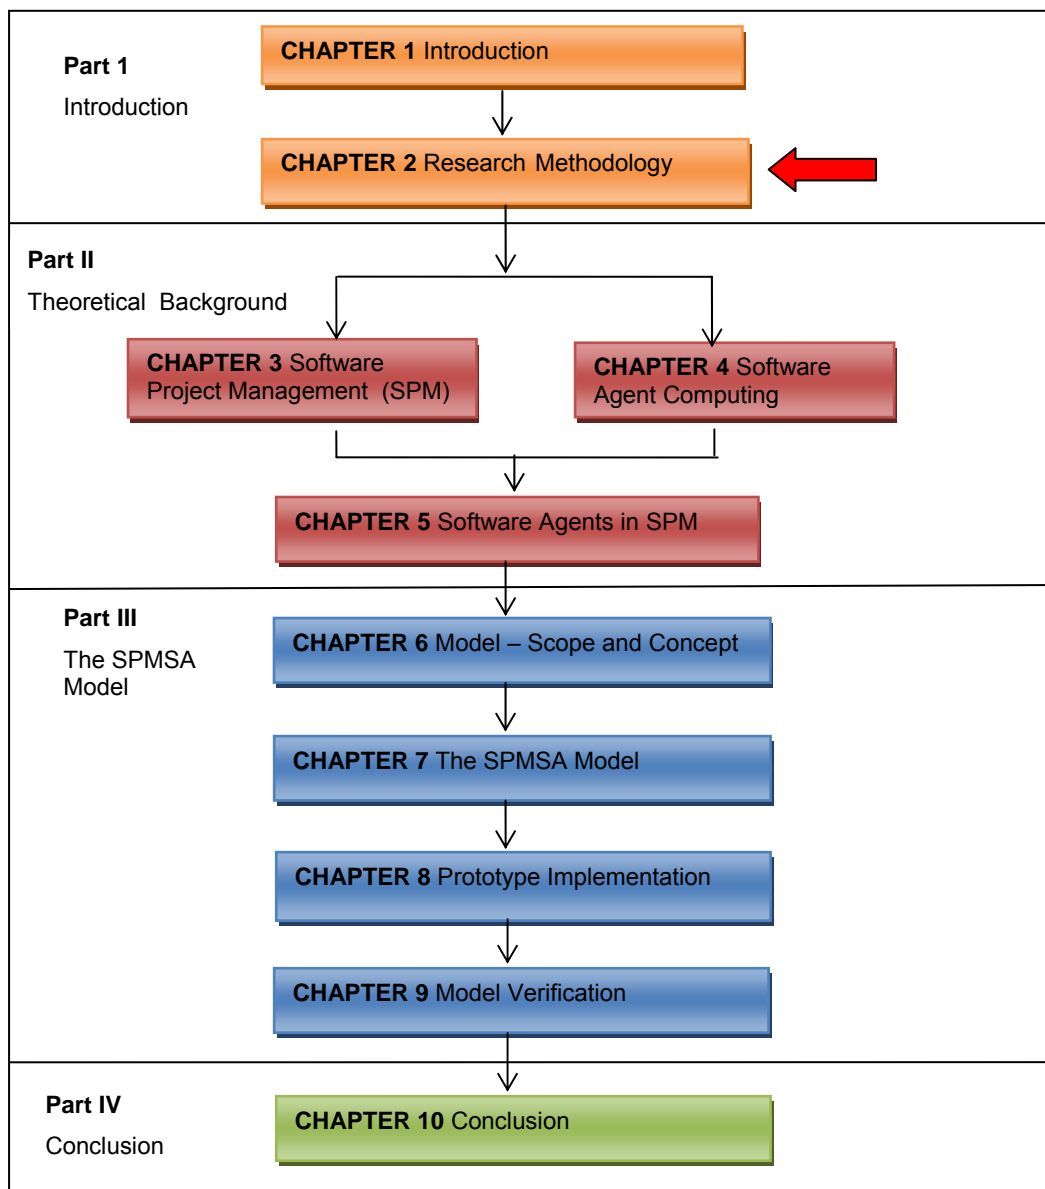 Part 1
Introduction
CHAPTER 1 Introduction
CHAPTER 2 Research Methodology
Part II
Theoretical Background
CHAPTER 3 Software
Project Management (SPM)
CHAPTER 4 Software
Agent Computing
CHAPTER 5 Software Agents in SPM
Part III
The SPMSA
Model
CHAPTER 6 Model – Scope and Concept
CHAPTER 7 The SPMSA Model
CHAPTER 8 Prototype Implementation
CHAPTER 9 Model Verification
Part IV
Conclusion
CHAPTER 10 Conclusion